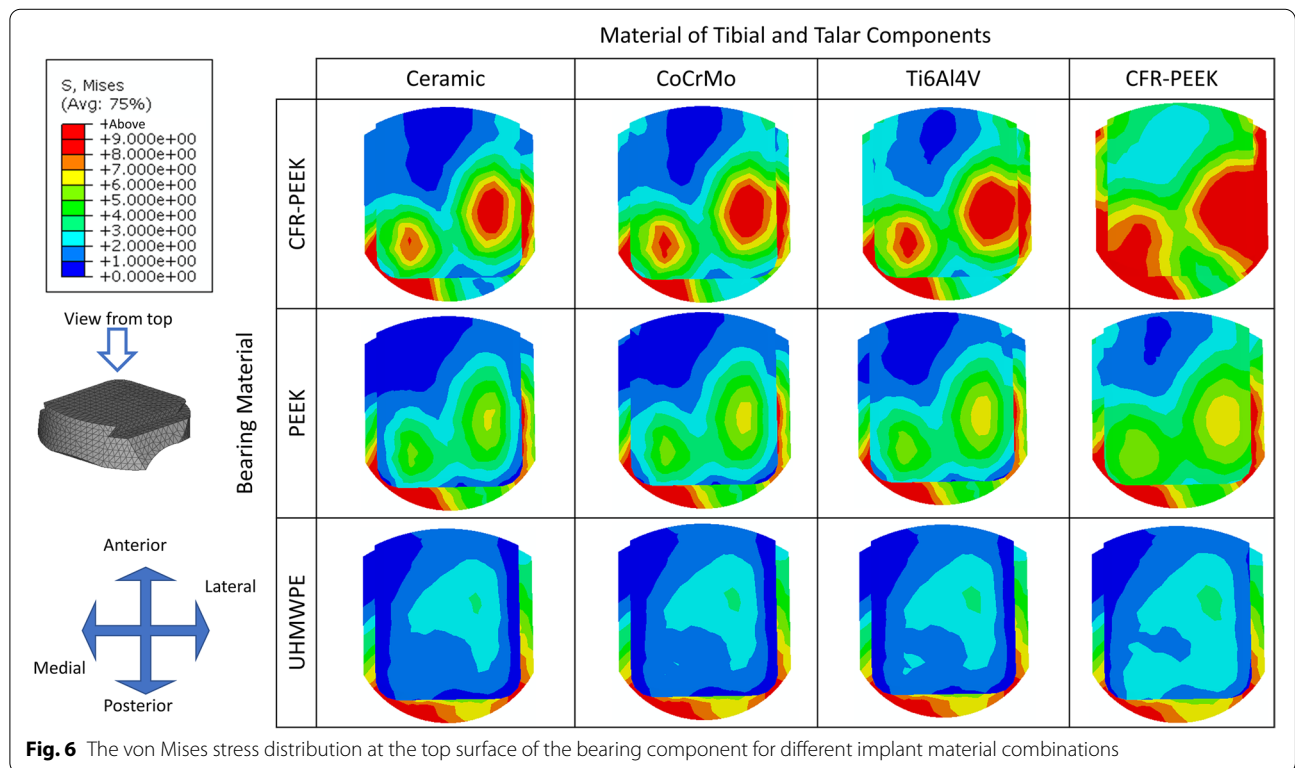 Material of Tibial and Talar Components
Ceramic
CoCrMo
Ti6Al4V
CFR-PEEK
S, Mises
(Avg: 75%)
+Above
+9.000e+00
+8.000e+00
+7.000e+00
+6.000e+00
+5.000e+00
+4.000e+00
+3.000e+00
+2.000e+00
+1.000e+00
+0.000e+00
View from top
Bearing Material
CFR-PEEK
PEEK
UHMWPE
Anterior
Lateral
Medial
Posterior
Fig. 6 The von Mises stress distribution at the top surface of the bearing component for different implant material combinations